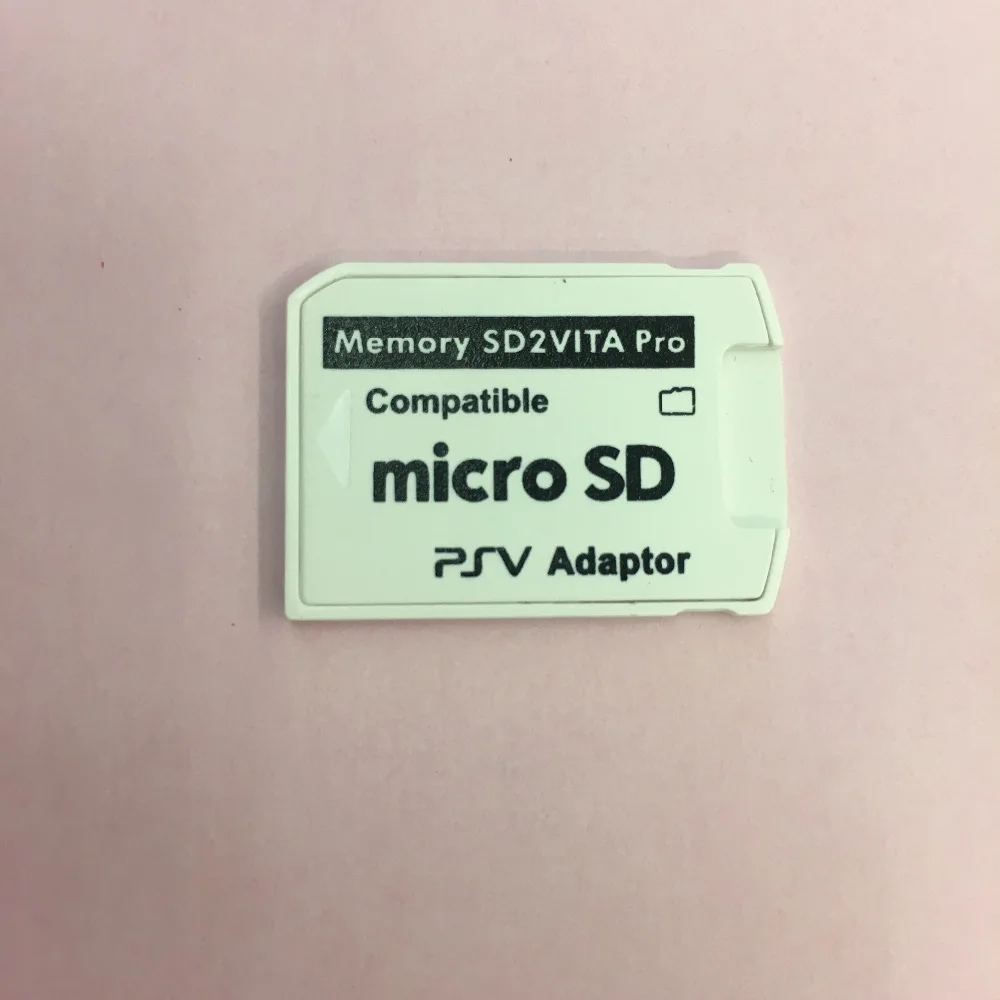 Memory SD2VITA Pro
Compatible
micro SD
PSV Adaptor